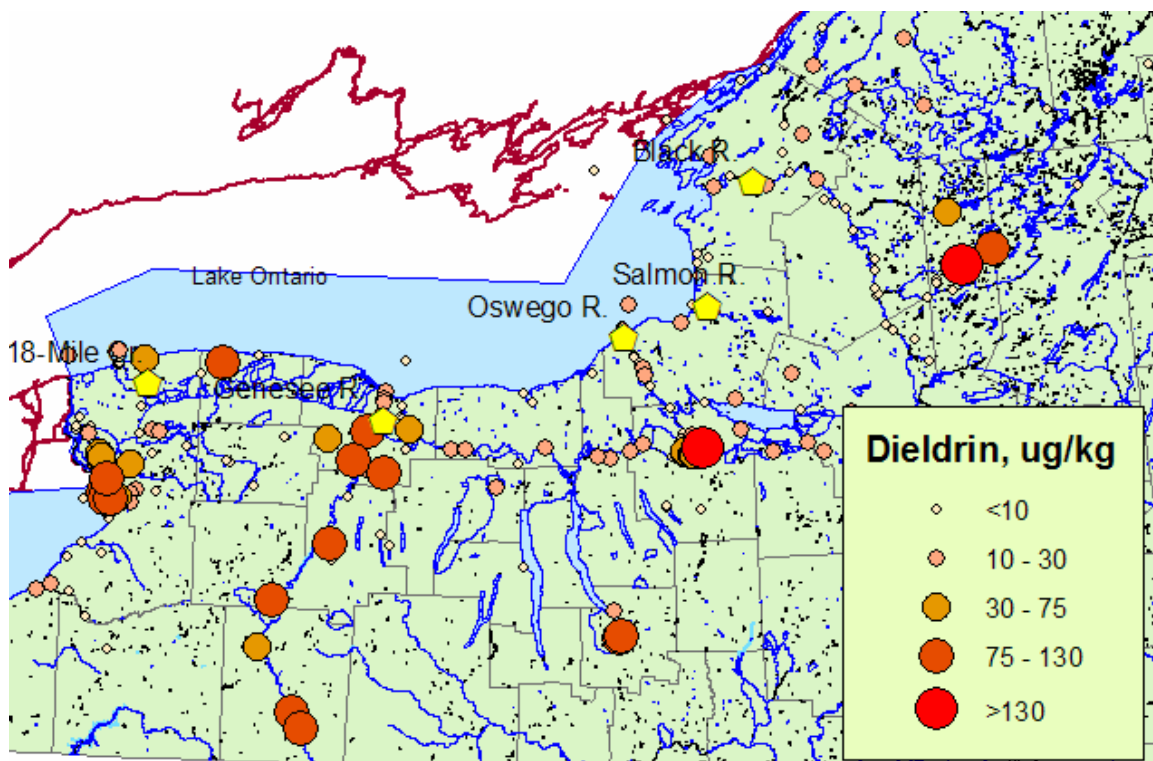 Black R.
Lake Ontario
Salmon R.
Oswego R.
18-Mile Cr.
Genesee R.
Dieldrin, ug/kg
<10
10 - 30
30 - 75
75 - 130
>130